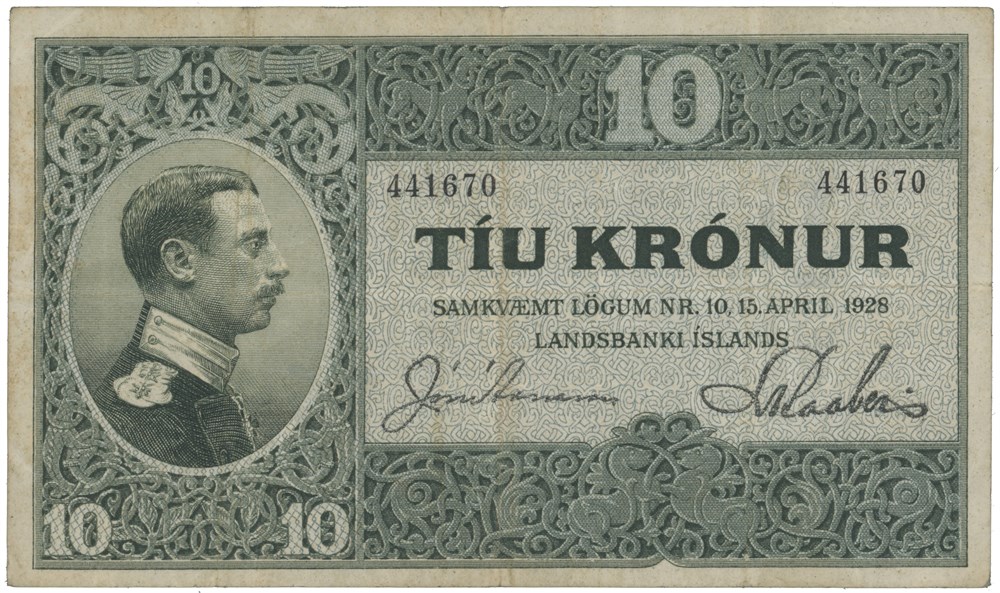 10
10
441670
441670
TÍU KRÓNUR
SAMKVÆMT LÖGUM NR. 10, 15. APRIL 1928
LANDSBANKI ÍSLANDS
10
10